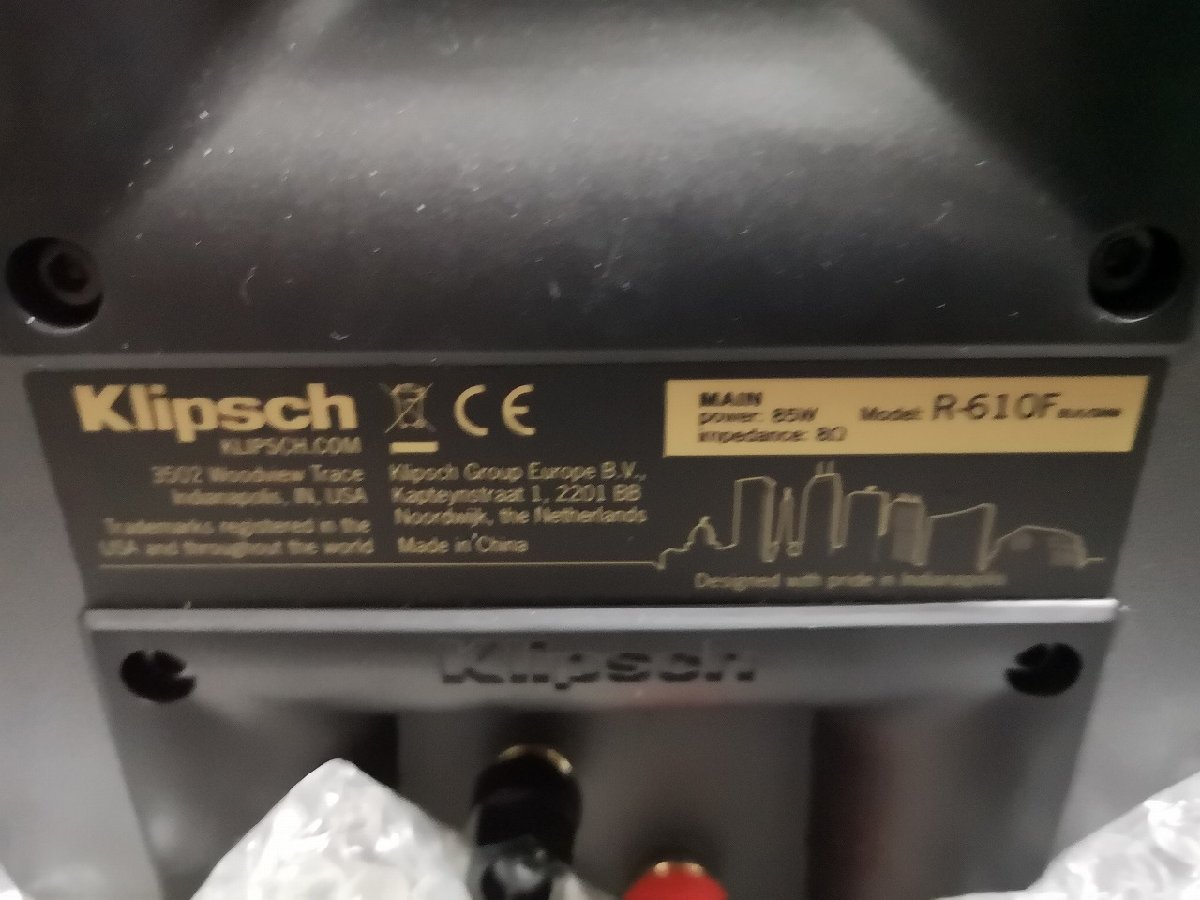 Klipsch
KLIPSCH.COM
3502 Woodview Trace
Indianapolis, IN, USA
Trademarks registered in the
USA and throughout the world
CE
Klipsch Group Europe B.V.,
Kapteynstraat 1, 2201 BB
Noordwijk, the Netherlands
Made in China
MAIN
power: 85W
impedance: 8Ω
Model: R-610F
Designed with pride in Indianapolis
Klipsch